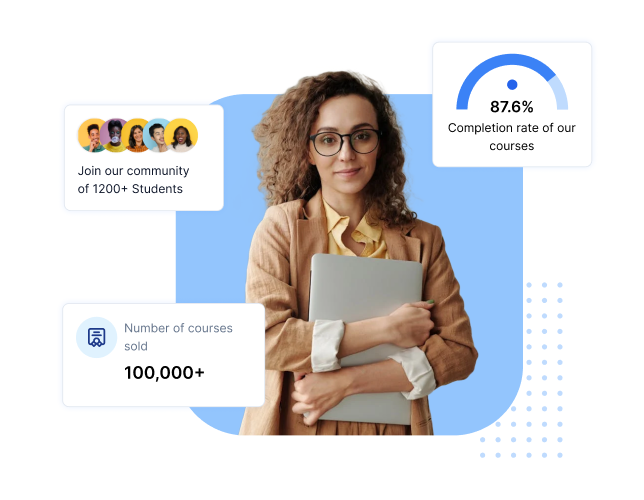 87.6%
Completion rate of our
courses
Join our community
of 1200+ Students
Number of courses
sold
100,000+